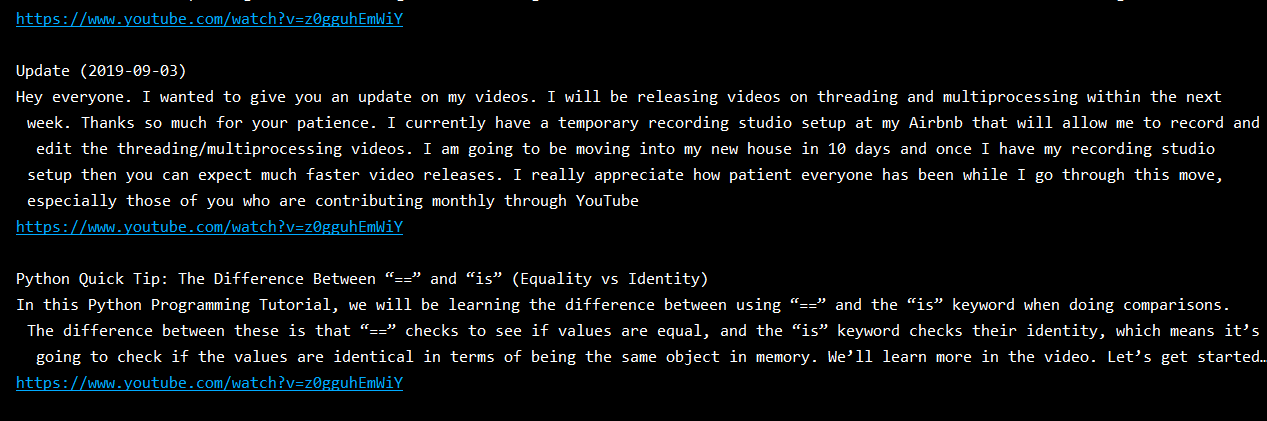 https://www.youtube.com/watch?v=z0gguhEmWiY
Update (2019-09-03)
Hey everyone. I wanted to give you an update on my videos. I will be releasing videos on threading and multiprocessing within the next
week. Thanks so much for your patience. I currently have a temporary recording studio setup at my Airbnb that will allow me to record and
edit the threading/multiprocessing videos. I am going to be moving into my new house in 10 days and once I have my recording studio
setup then you can expect much faster video releases. I really appreciate how patient everyone has been while I go through this move,
especially those of you who are contributing monthly through YouTube
https://www.youtube.com/watch?v=z0gguhEmWiY
Python Quick Tip: The Difference Between “==” and “is” (Equality vs Identity)
In this Python Programming Tutorial, we will be learning the difference between using “==” and the “is” keyword when doing comparisons.
The difference between these is that “==” checks to see if values are equal, and the “is” keyword checks their identity, which means it’s
going to check if the values are identical in terms of being the same object in memory. We’ll learn more in the video. Let’s get started…
https://www.youtube.com/watch?v=z0gguhEmWiY